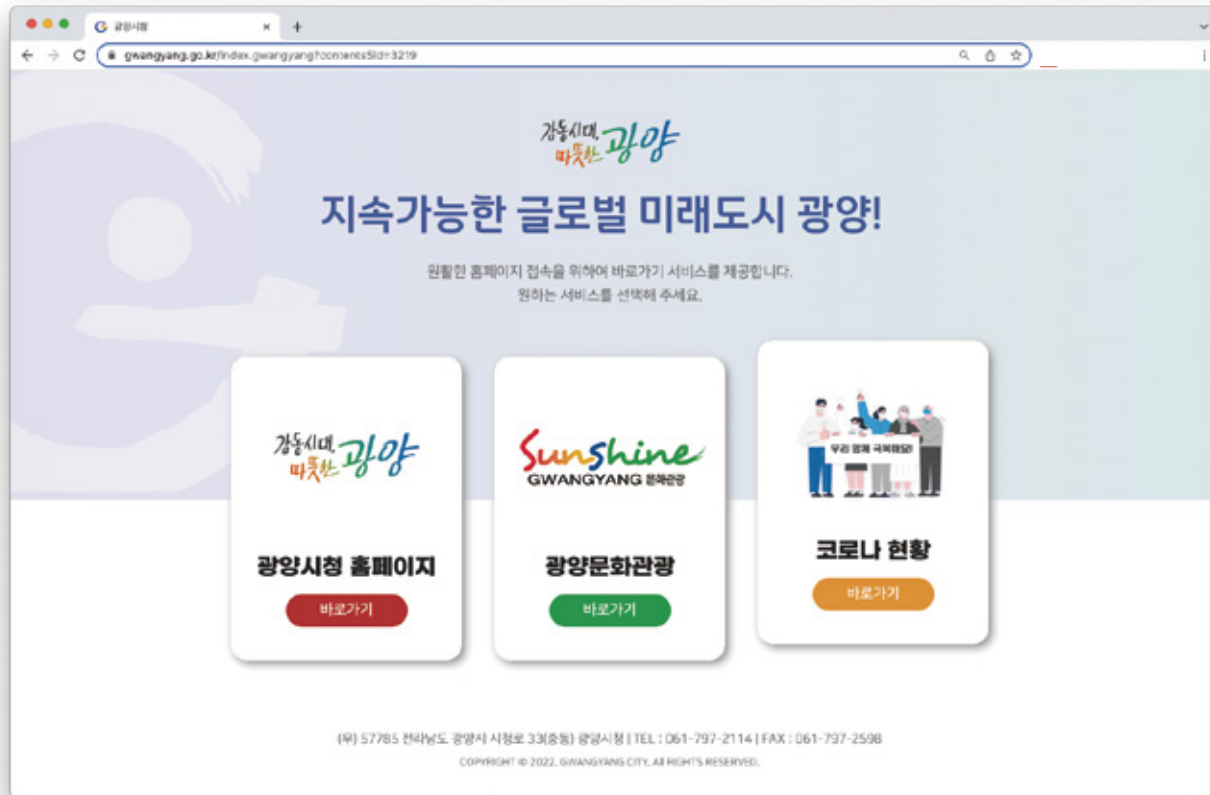 광양시청
gwangyang.go.kr/index.gwangyang?contentsSid=3219
감동시대,
따뜻한 광양
지속가능한 글로벌 미래도시 광양!
원활한 홈페이지 접속을 위하여 바로가기 서비스를 제공합니다.
원하는 서비스를 선택해 주세요.
감동시대,
따뜻한 광양
광양시청 홈페이지
바로가기
Sunshine
GWANGYANG 문화관광
광양문화관광
바로가기
우리 함께 극복해요!
코로나 현황
바로가기
(우) 57785 전라남도 광양시 시청로 33(중동) 광양시청 | TEL : 061-797-2114 | FAX : 061-797-2598
COPYRIGHT © 2022. GWANGYANG CITY. All RIGHTS RESERVED.